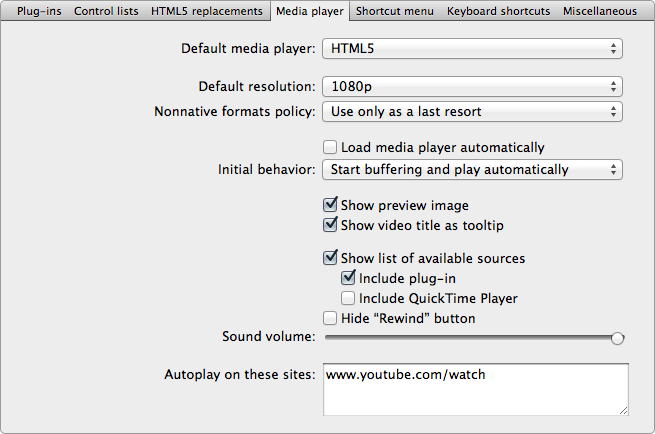 Plug-ins Control lists HTML5 replacements Media player Shortcut menu Keyboard shortcuts Miscellaneous
Default media player: HTML5
Default resolution: 1080p
Nonnative formats policy: Use only as a last resort
Load media player automatically
Initial behavior: Start buffering and play automatically
Show preview image
Show video title as tooltip
Show list of available sources
Include plug-in
Include QuickTime Player
Hide “Rewind” button
Sound volume:
Autoplay on these sites: www.youtube.com/watch